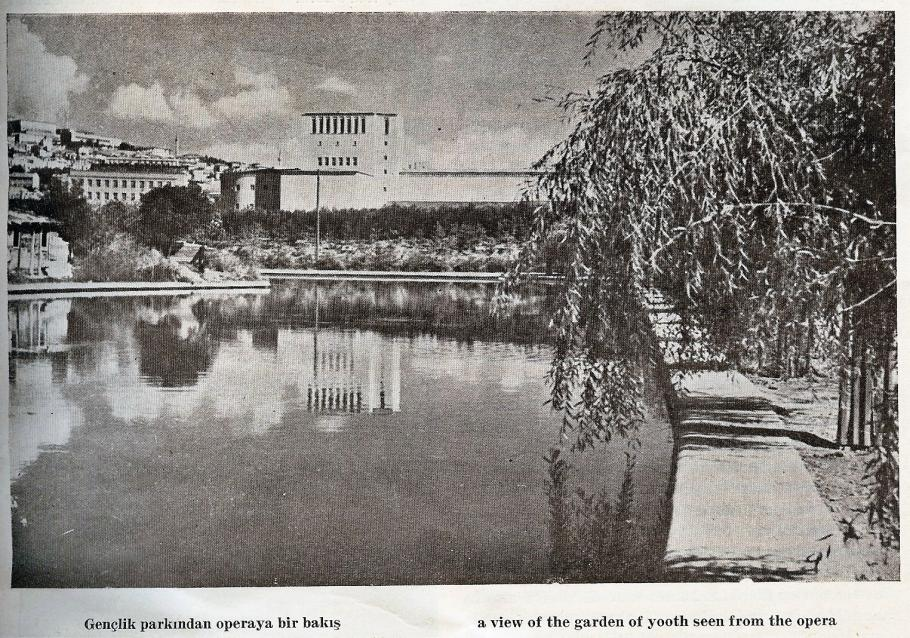 Gençlik parkından operaya bir bakış
a view of the garden of yooth seen from the opera